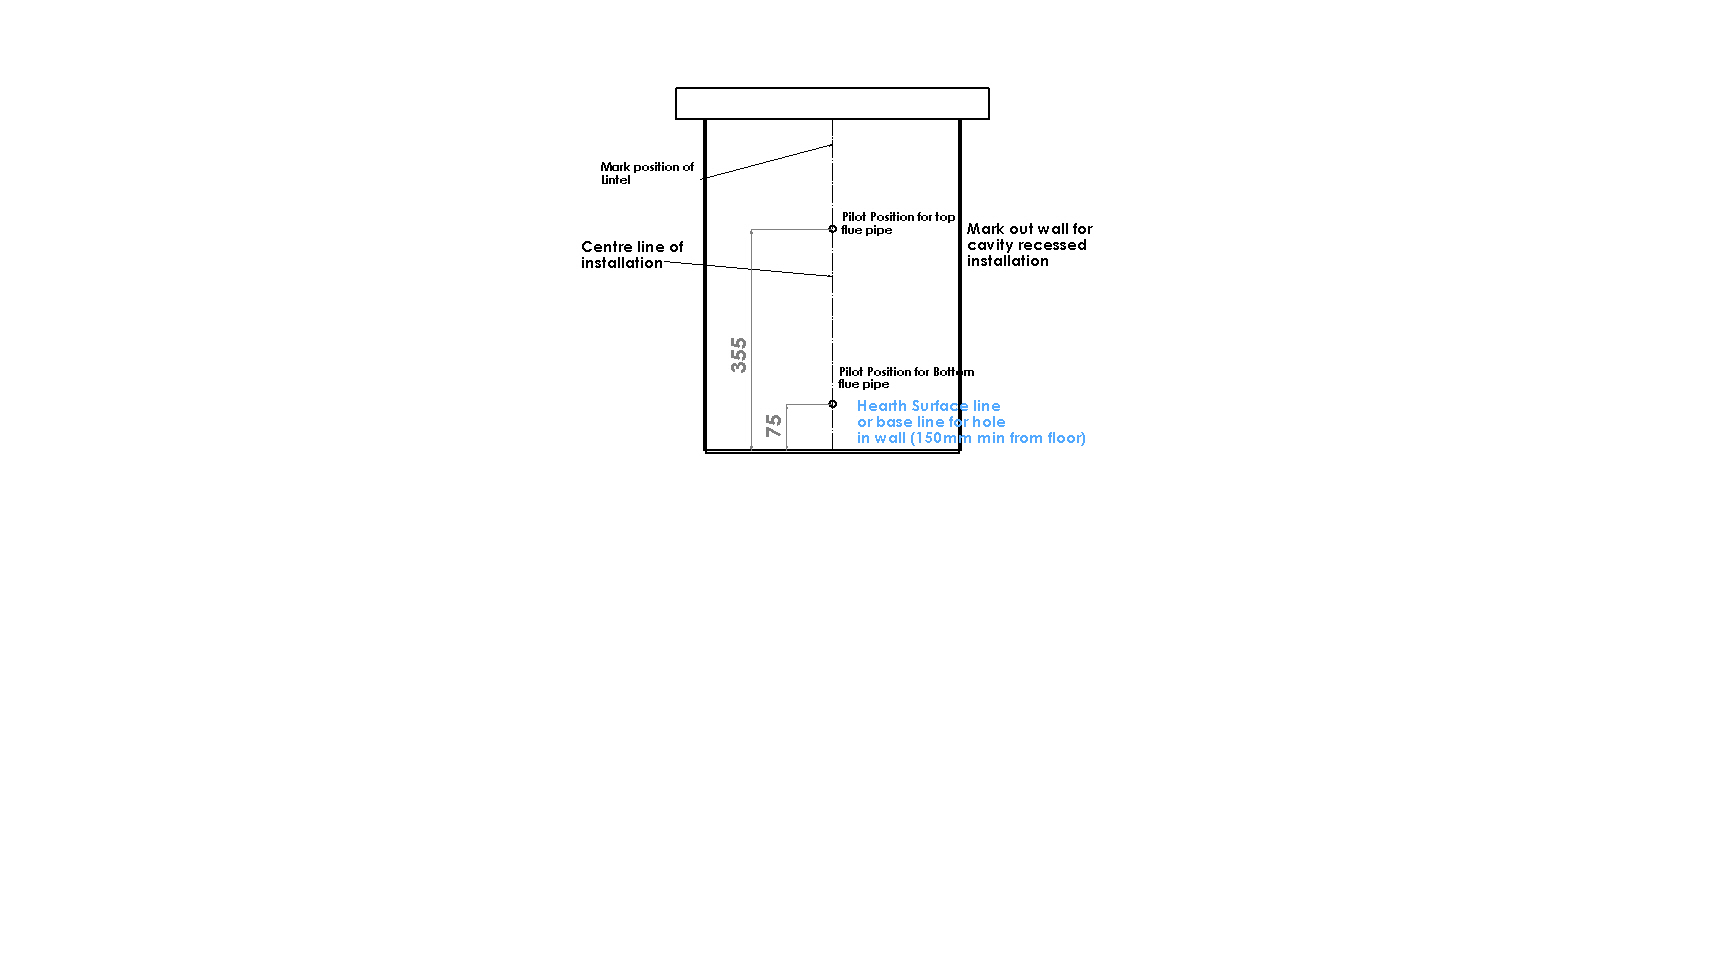 Mark position of
Lintel
Pilot Position for top
flue pipe
Mark out wall for
cavity recessed
installation
Centre line of
installation
355
Pilot Position for Bottom
flue pipe
75
Hearth Surface line
or base line for hole
in wall (150mm min from floor)